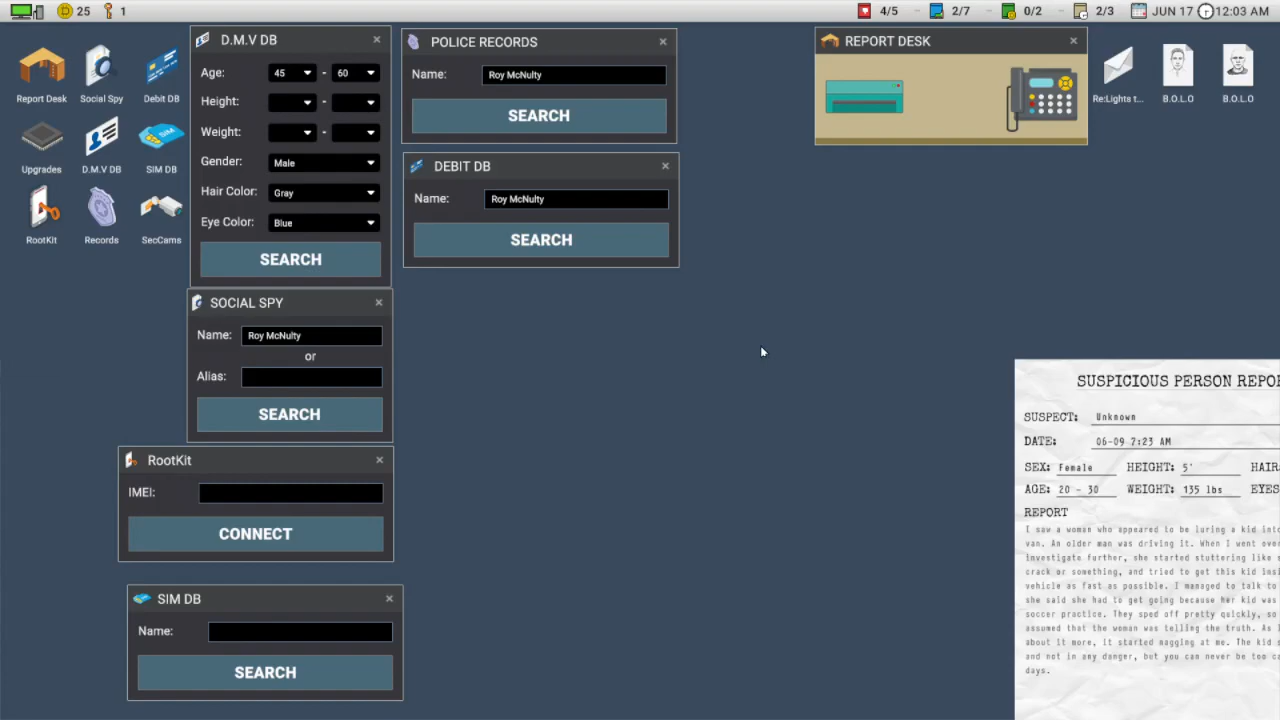 25
1
4/5
2/7
0/2
2/3
JUN 17
12:03 AM
Report Desk
Social Spy
Debit DB
Upgrades
D.M.V DB
SIM DB
RootKit
Records
SecCams
D.M.V DB
Age: 45 - 60
Height: -
Weight: -
Gender: Male
Hair Color: Gray
Eye Color: Blue
SEARCH
SOCIAL SPY
Name: Roy McNulty
or
Alias:
SEARCH
RootKit
IMEI:
CONNECT
SIM DB
Name:
SEARCH
POLICE RECORDS
Name: Roy McNulty
SEARCH
DEBIT DB
Name: Roy McNulty
SEARCH
REPORT DESK
Re:Lights t...
B.O.L.O
B.O.L.O
SUSPICIOUS PERSON REPO
SUSPECT: Unknown
DATE: 06-09 7:23 AM
SEX: Female HEIGHT: 5' HAIR
AGE: 20 - 30 WEIGHT: 135 lbs EYES
REPORT
I saw a woman who appeared to be luring a kid into
van. An older man was driving it. When I went over
investigate further, she started stuttering like s
crack or something, and tried to get this kid insi
vehicle as fast as possible. I managed to talk to
she said she had to get going because her kid was
soccer practice. They sped off pretty quickly, so
assumed that the woman was telling the truth. As I
about it more, it started nagging at me. The kid s
and not in any danger, but you can never be too ca
days.